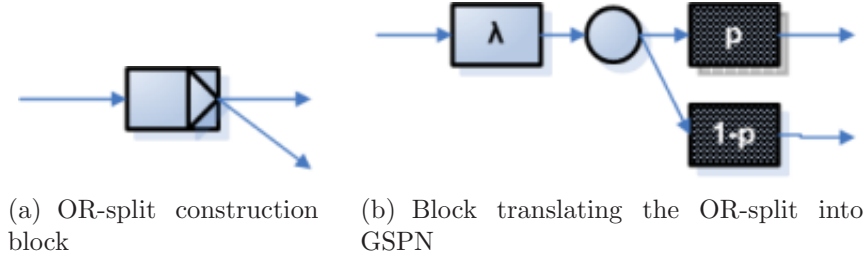 λ
p
1-p
(a) OR-split construction
block
(b) Block translating the OR-split into
GSPN